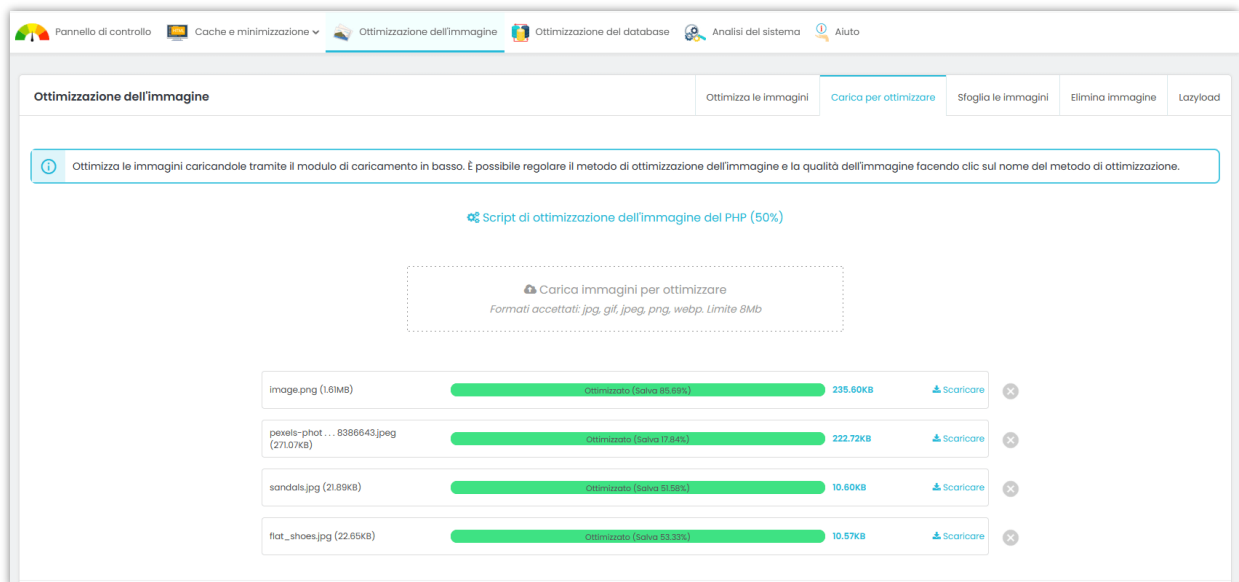 Pannello di controllo Cache e minimizzazione Ottimizzazione dell'immagine Ottimizzazione del database Analisi del sistema Aiuto
Ottimizzazione dell'immagine Ottimizza le immagini Carica per ottimizzare Sfoglia le immagini Elimina immagine Lazyload
Ottimizza le immagini caricandole tramite il modulo di caricamento in basso. È possibile regolare il metodo di ottimizzazione dell'immagine e la qualità dell'immagine facendo clic sul nome del metodo di ottimizzazione.
Script di ottimizzazione dell'immagine del PHP (50%)
Carica immagini per ottimizzare
Formati accettati: jpg, gif, jpeg, png, webp. Limite 8Mb
image.png (1.61MB) Ottimizzato (Salva 85.69%) 235.60KB Scaricare
pexels-phot . . . 8386643.jpeg
(271.07KB) Ottimizzato (Salva 17.84%) 222.72KB Scaricare
sandals.jpg (21.89KB) Ottimizzato (Salva 51.58%) 10.60KB Scaricare
flat_shoes.jpg (22.65KB) Ottimizzato (Salva 53.33%) 10.57KB Scaricare